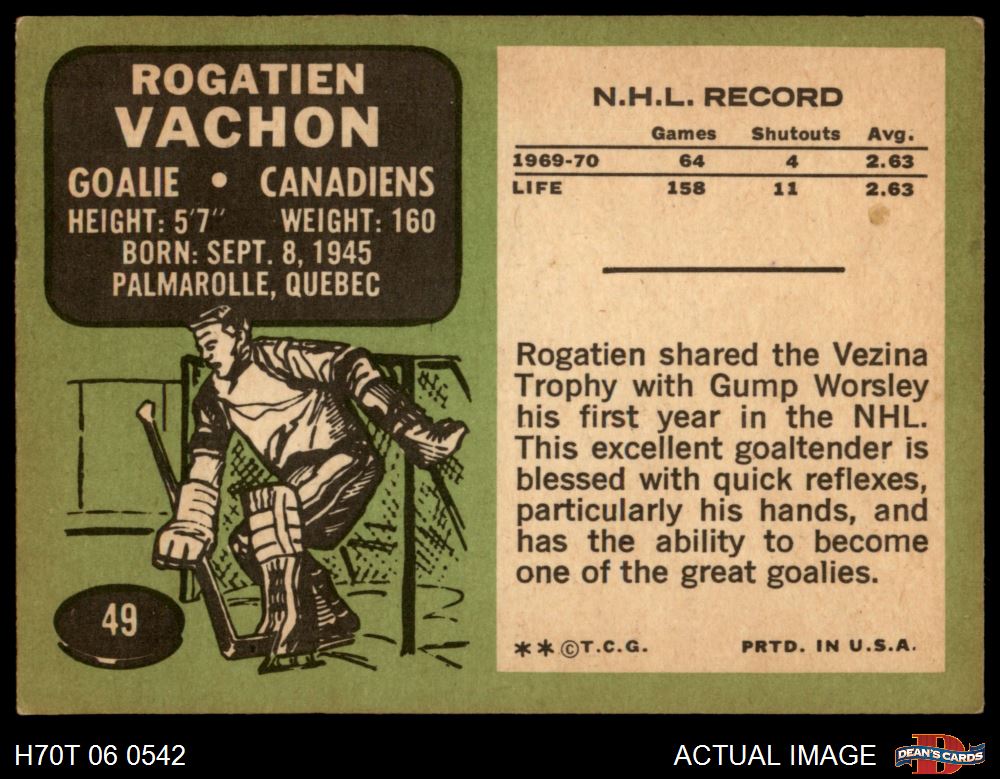 ROGATIEN
VACHON
GOALIE • CANADIENS
HEIGHT: 5'7" WEIGHT: 160
BORN: SEPT. 8, 1945
PALMAROLLE, QUEBEC
49
N.H.L. RECORD
Games Shutouts Avg.
1969-70 64 4 2.63
LIFE 158 11 2.63
Rogatien shared the Vezina
Trophy with Gump Worsley
his first year in the NHL.
This excellent goaltender is
blessed with quick reflexes,
particularly his hands, and
has the ability to become
one of the great goalies.
**©T.C.G. PRTD. IN U.S.A.
H70T 06 0542 ACTUAL IMAGE DEAN'S CARDS